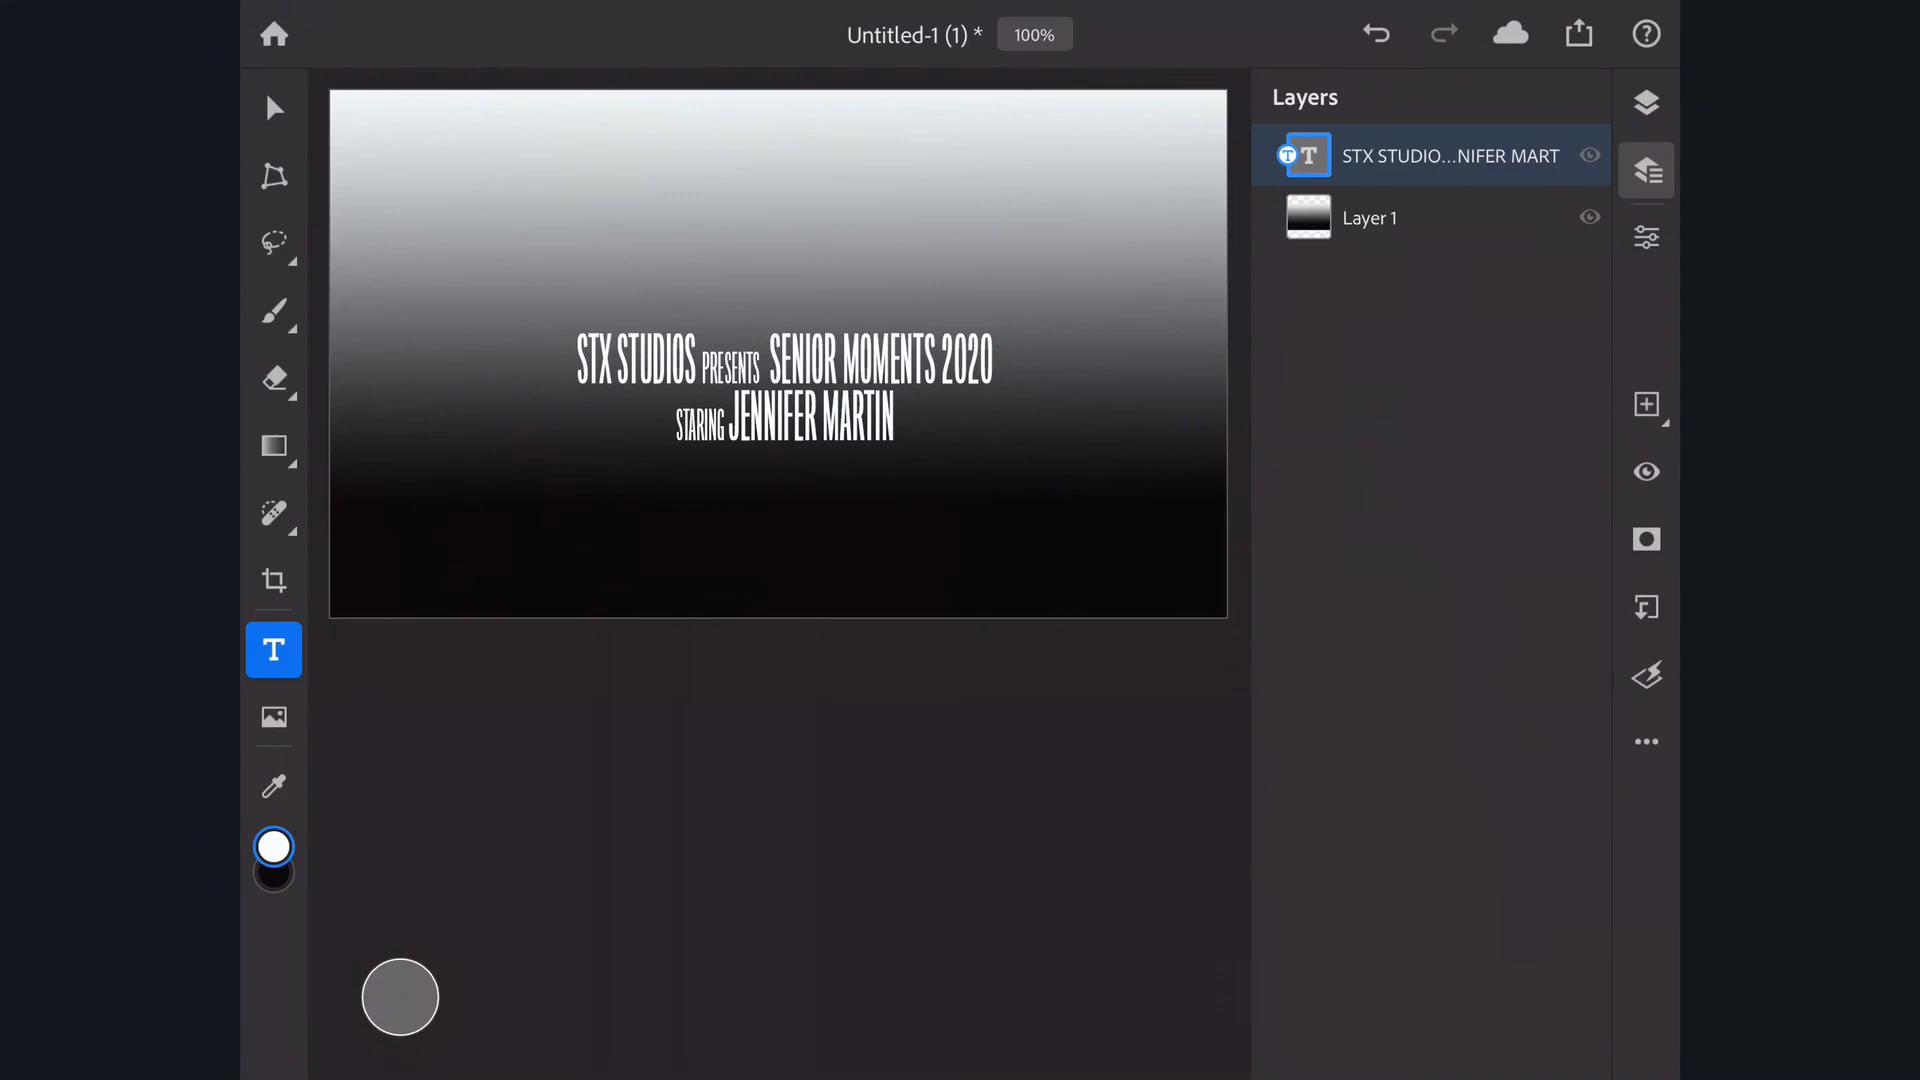 Untitled-1 (1) * 100%
Layers
STX STUDIO...NIFER MART
Layer 1
STX STUDIOS PRESENTS SENIOR MOMENTS 2020
STARING JENNIFER MARTIN